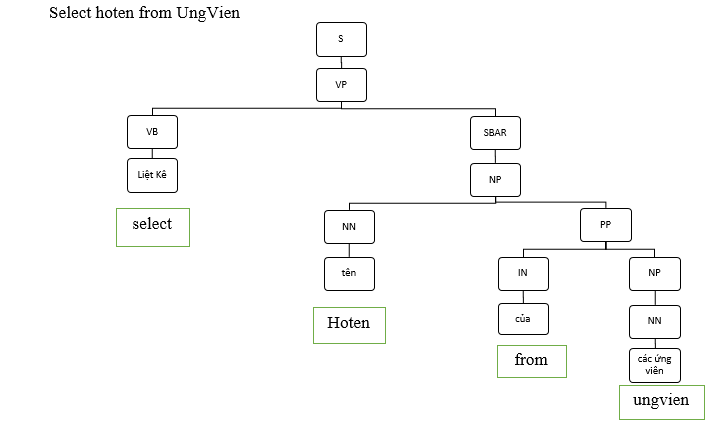 Select hoten from UngVien
S
VP
VB
SBAR
Liệt Kê
NP
select
NN
PP
tên
IN
NP
Hoten
của
NN
from
các ứng
viên
ungvien